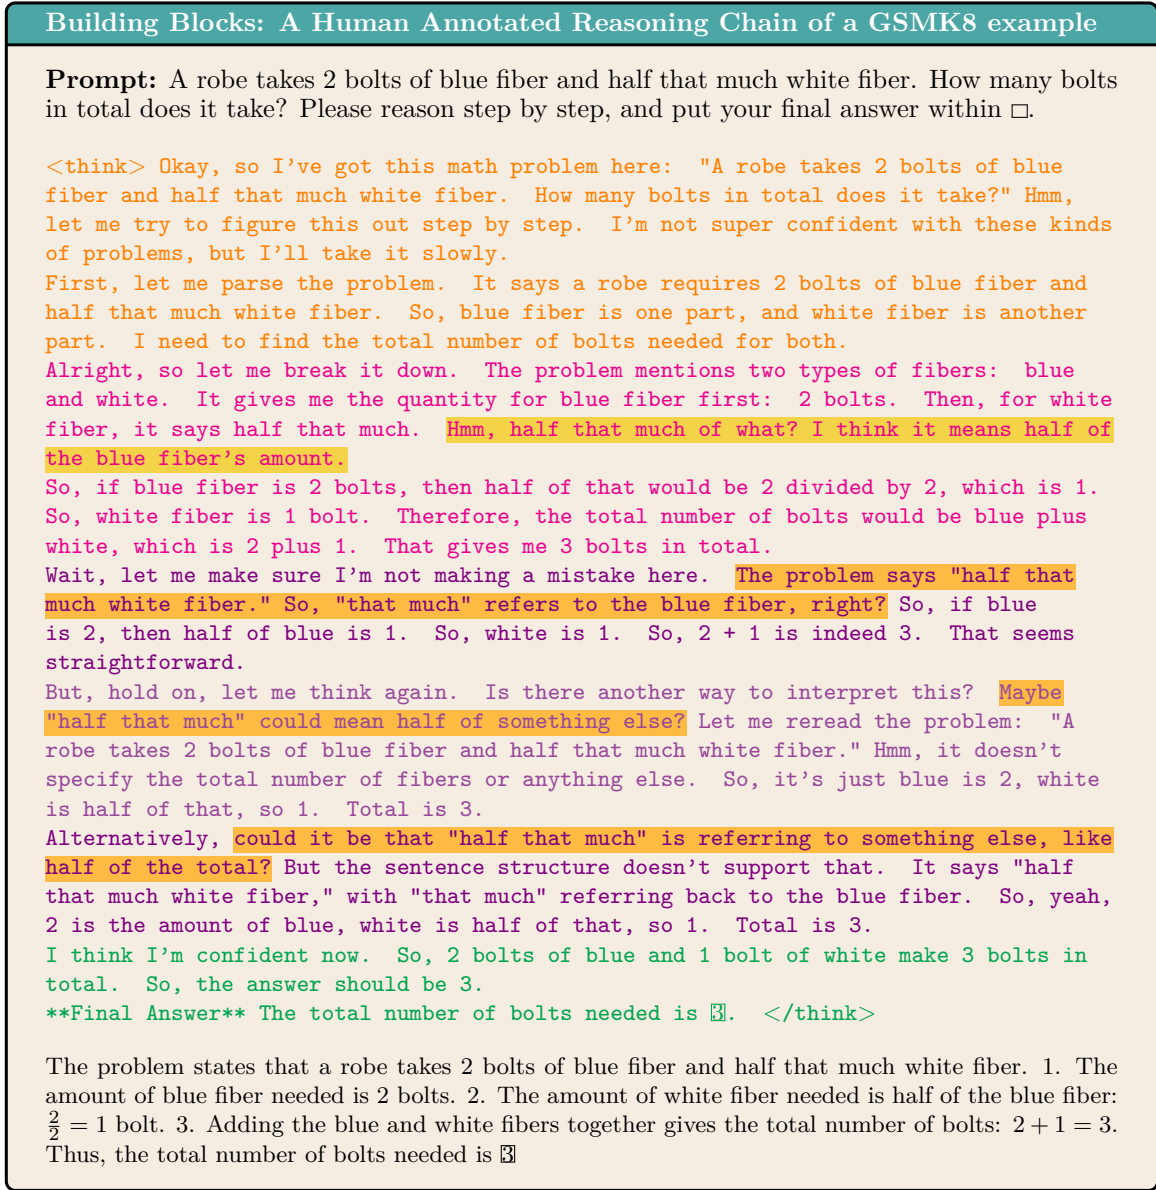 Building Blocks: A Human Annotated Reasoning Chain of a GSMK8 example
Prompt: A robe takes 2 bolts of blue fiber and half that much white fiber. How many bolts
in total does it take? Please reason step by step, and put your final answer within □.
<think> Okay, so I've got this math problem here: "A robe takes 2 bolts of blue
fiber and half that much white fiber. How many bolts in total does it take?" Hmm,
let me try to figure this out step by step. I'm not super confident with these kinds
of problems, but I'll take it slowly.
First, let me parse the problem. It says a robe requires 2 bolts of blue fiber and
half that much white fiber. So, blue fiber is one part, and white fiber is another
part. I need to find the total number of bolts needed for both.
Alright, so let me break it down. The problem mentions two types of fibers: blue
and white. It gives me the quantity for blue fiber first: 2 bolts. Then, for white
fiber, it says half that much. Hmm, half that much of what? I think it means half of
the blue fiber's amount.
So, if blue fiber is 2 bolts, then half of that would be 2 divided by 2, which is 1.
So, white fiber is 1 bolt. Therefore, the total number of bolts would be blue plus
white, which is 2 plus 1. That gives me 3 bolts in total.
Wait, let me make sure I'm not making a mistake here. The problem says "half that
much white fiber." So, "that much" refers to the blue fiber, right? So, if blue
is 2, then half of blue is 1. So, white is 1. So, 2 + 1 is indeed 3. That seems
straightforward.
But, hold on, let me think again. Is there another way to interpret this? Maybe
"half that much" could mean half of something else? Let me reread the problem: "A
robe takes 2 bolts of blue fiber and half that much white fiber." Hmm, it doesn't
specify the total number of fibers or anything else. So, it's just blue is 2, white
is half of that, so 1. Total is 3.
Alternatively, could it be that "half that much" is referring to something else, like
half of the total? But the sentence structure doesn't support that. It says "half
that much white fiber," with "that much" referring back to the blue fiber. So, yeah,
2 is the amount of blue, white is half of that, so 1. Total is 3.
I think I'm confident now. So, 2 bolts of blue and 1 bolt of white make 3 bolts in
total. So, the answer should be 3.
**Final Answer** The total number of bolts needed is 3. </think>
The problem states that a robe takes 2 bolts of blue fiber and half that much white fiber. 1. The
amount of blue fiber needed is 2 bolts. 2. The amount of white fiber needed is half of the blue fiber:
2/2 = 1 bolt. 3. Adding the blue and white fibers together gives the total number of bolts: 2 + 1 = 3.
Thus, the total number of bolts needed is 3